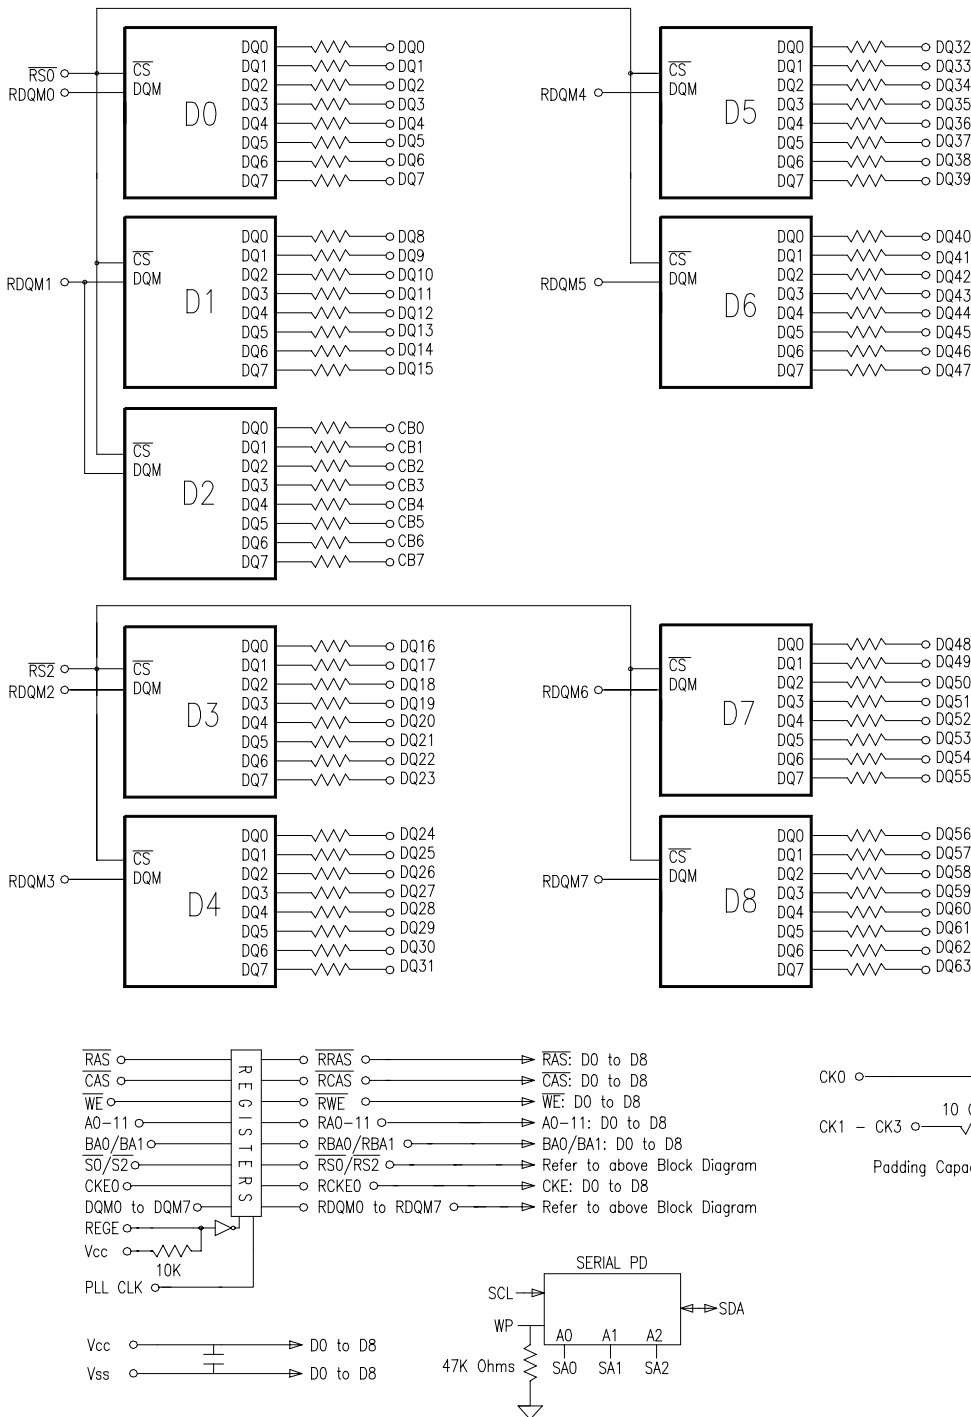 RS0
RDQM0
CS
DQM
D0
DQ0 DQ0
DQ1 DQ1
DQ2 DQ2
DQ3 DQ3
DQ4 DQ4
DQ5 DQ5
DQ6 DQ6
DQ7 DQ7
RDQM4
CS
DQM
D5
DQ0 DQ32
DQ1 DQ33
DQ2 DQ34
DQ3 DQ35
DQ4 DQ36
DQ5 DQ37
DQ6 DQ38
DQ7 DQ39
RDQM1
CS
DQM
D1
DQ0 DQ8
DQ1 DQ9
DQ2 DQ10
DQ3 DQ11
DQ4 DQ12
DQ5 DQ13
DQ6 DQ14
DQ7 DQ15
RDQM5
CS
DQM
D6
DQ0 DQ40
DQ1 DQ41
DQ2 DQ42
DQ3 DQ43
DQ4 DQ44
DQ5 DQ45
DQ6 DQ46
DQ7 DQ47
CS
DQM
D2
DQ0 CB0
DQ1 CB1
DQ2 CB2
DQ3 CB3
DQ4 CB4
DQ5 CB5
DQ6 CB6
DQ7 CB7
RS2
RDQM2
CS
DQM
D3
DQ0 DQ16
DQ1 DQ17
DQ2 DQ18
DQ3 DQ19
DQ4 DQ20
DQ5 DQ21
DQ6 DQ22
DQ7 DQ23
RDQM6
CS
DQM
D7
DQ0 DQ48
DQ1 DQ49
DQ2 DQ50
DQ3 DQ51
DQ4 DQ52
DQ5 DQ53
DQ6 DQ54
DQ7 DQ55
RDQM3
CS
DQM
D4
DQ0 DQ24
DQ1 DQ25
DQ2 DQ26
DQ3 DQ27
DQ4 DQ28
DQ5 DQ29
DQ6 DQ30
DQ7 DQ31
RDQM7
CS
DQM
D8
DQ0 DQ56
DQ1 DQ57
DQ2 DQ58
DQ3 DQ59
DQ4 DQ60
DQ5 DQ61
DQ6 DQ62
DQ7 DQ63
REGISTERS
RAS RRAS RAS: D0 to D8
CAS RCAS CAS: D0 to D8
WE RWE WE: D0 to D8
A0-11 RA0-11 A0-11: D0 to D8
BA0/BA1 RBA0/RBA1 BA0/BA1: D0 to D8
S0/S2 RS0/RS2 Refer to above Block Diagram
CKE0 RCKE0 CKE: D0 to D8
DQM0 to DQM7 RDQM0 to RDQM7 Refer to above Block Diagram
REGE
Vcc
10K
PLL CLK
CK0
10
CK1 - CK3
Padding
Vcc D0 to D8
Vss D0 to D8
SERIAL PD
SCL
SDA
WP
A0 A1 A2
47K Ohms
SA0 SA1 SA2